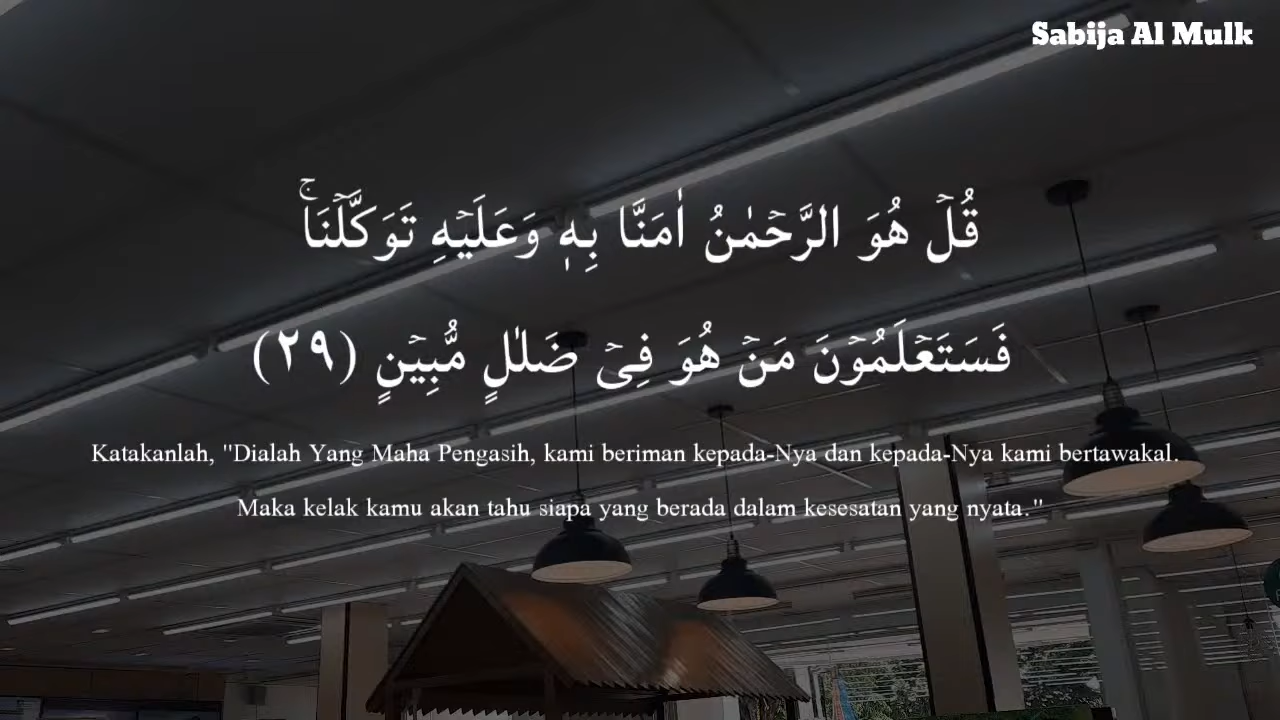 Sabija Al Mulk
قُلۡ هُوَ الرَّحۡمٰنُ اٰمَنَّا بِهٖ وَعَلَيۡهِ تَوَكَّلۡنَا‌ۚ
فَسَتَعۡلَمُوۡنَ مَنۡ هُوَ فِىۡ ضَلٰلٍ مُّبِيۡنٍ (٢٩)
Katakanlah, "Dialah Yang Maha Pengasih, kami beriman kepada-Nya dan kepada-Nya kami bertawakal.
Maka kelak kamu akan tahu siapa yang berada dalam kesesatan yang nyata."